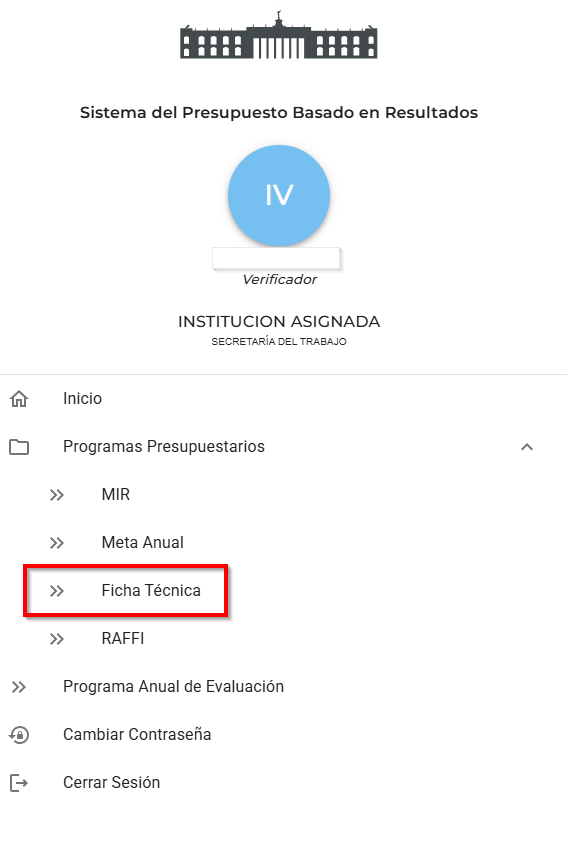 Sistema del Presupuesto Basado en Resultados
IV
Verificador
INSTITUCION ASIGNADA
SECRETARÍA DEL TRABAJO
Inicio
Programas Presupuestarios
MIR
Meta Anual
Ficha Técnica
RAFFI
Programa Anual de Evaluación
Cambiar Contraseña
Cerrar Sesión